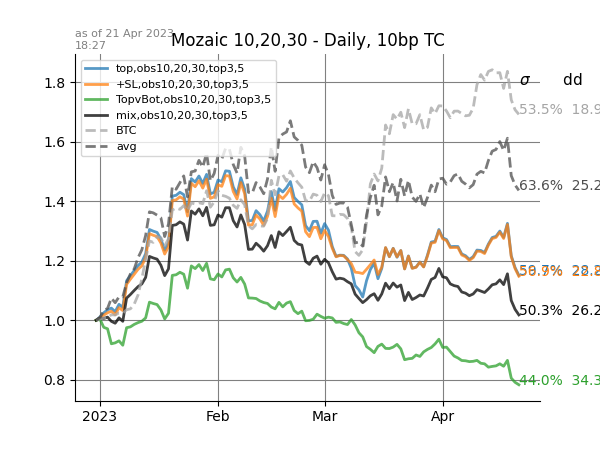 as of 21 Apr 2023
18:27
Mozaic 10,20,30 - Daily, 10bp TC
top,obs10,20,30,top3,5
+SL,obs10,20,30,top3,5
TopvBot,obs10,20,30,top3,5
mix,obs10,20,30,top3,5
BTC
avg
σ dd
53.5% 18.9
63.6% 25.2
50.3% 26.2
44.0% 34.3
1.8
1.6
1.4
1.2
1.0
0.8
2023 Feb Mar Apr